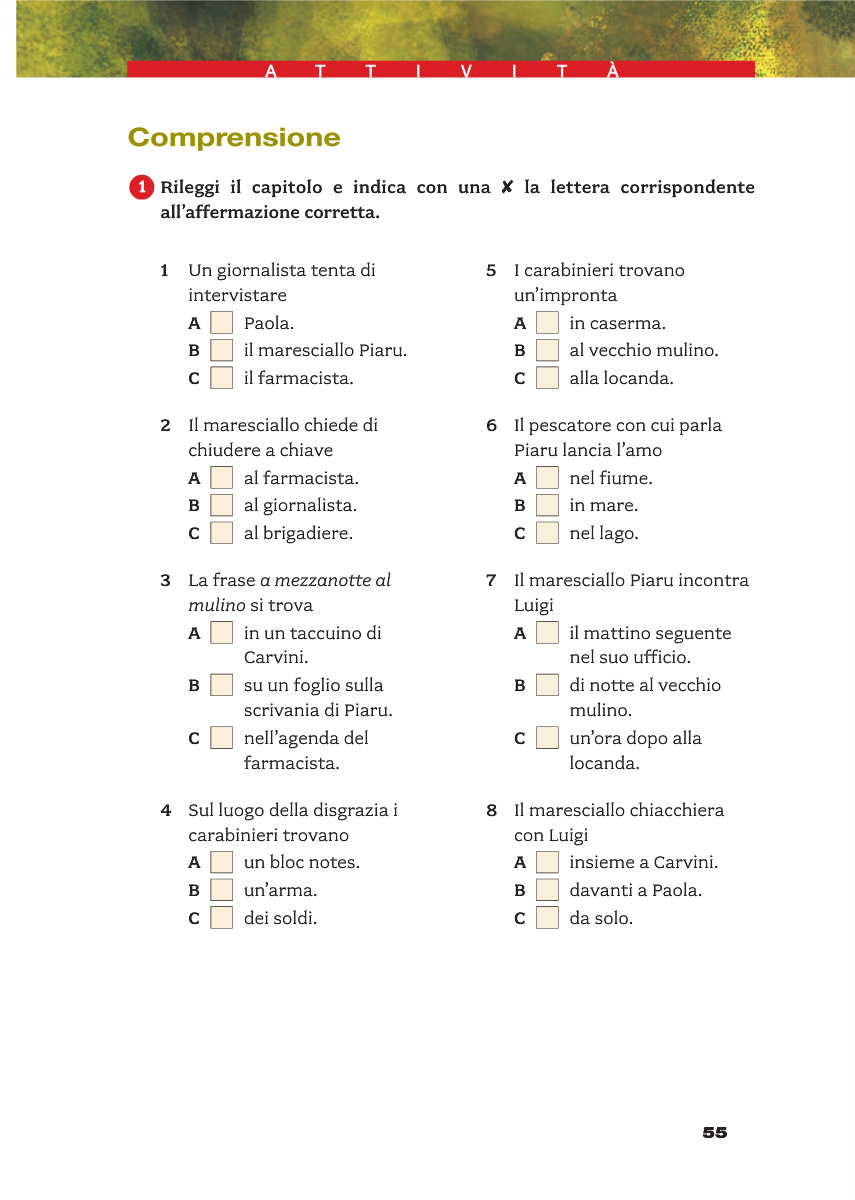 ATTIVITÀ
Comprensione
1 Rileggi il capitolo e indica con una ✘ la lettera corrispondente
all’affermazione corretta.
1 Un giornalista tenta di
intervistare
A Paola.
B il maresciallo Piaru.
C il farmacista.
2 Il maresciallo chiede di
chiudere a chiave
A al farmacista.
B al giornalista.
C al brigadiere.
3 La frase a mezzanotte al
mulino si trova
A in un taccuino di
Carvini.
B su un foglio sulla
scrivania di Piaru.
C nell’agenda del
farmacista.
4 Sul luogo della disgrazia i
carabinieri trovano
A un bloc notes.
B un’arma.
C dei soldi.
5 I carabinieri trovano
un’impronta
A in caserma.
B al vecchio mulino.
C alla locanda.
6 Il pescatore con cui parla
Piaru lancia l’amo
A nel fiume.
B in mare.
C nel lago.
7 Il maresciallo Piaru incontra
Luigi
A il mattino seguente
nel suo ufficio.
B di notte al vecchio
mulino.
C un’ora dopo alla
locanda.
8 Il maresciallo chiacchiera
con Luigi
A insieme a Carvini.
B davanti a Paola.
C da solo.
55